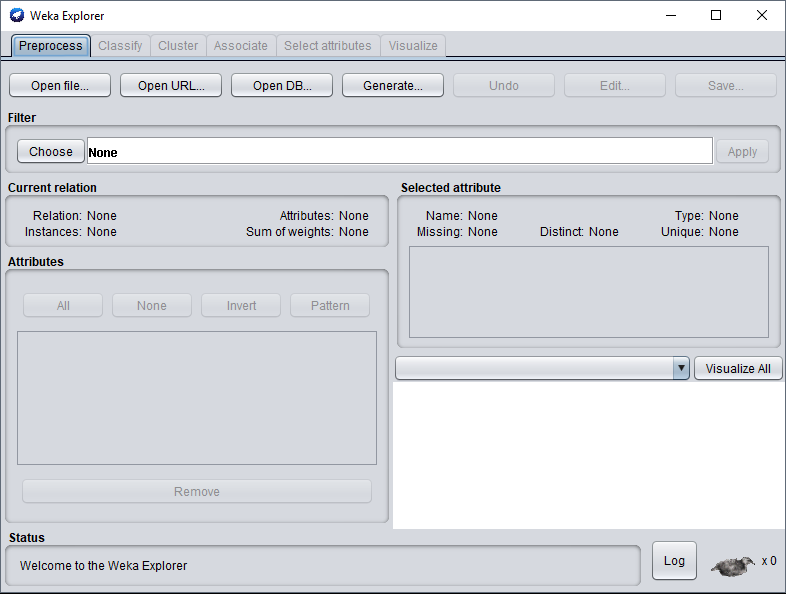 Weka Explorer
Preprocess Classify Cluster Associate Select attributes Visualize
Open file... Open URL... Open DB... Generate... Undo Edit... Save...
Filter
Choose None Apply
Current relation
Relation: None Attributes: None
Instances: None Sum of weights: None
Selected attribute
Name: None Type: None
Missing: None Distinct: None Unique: None
Attributes
All None Invert Pattern
Remove
Visualize All
Status
Welcome to the Weka Explorer
Log x 0